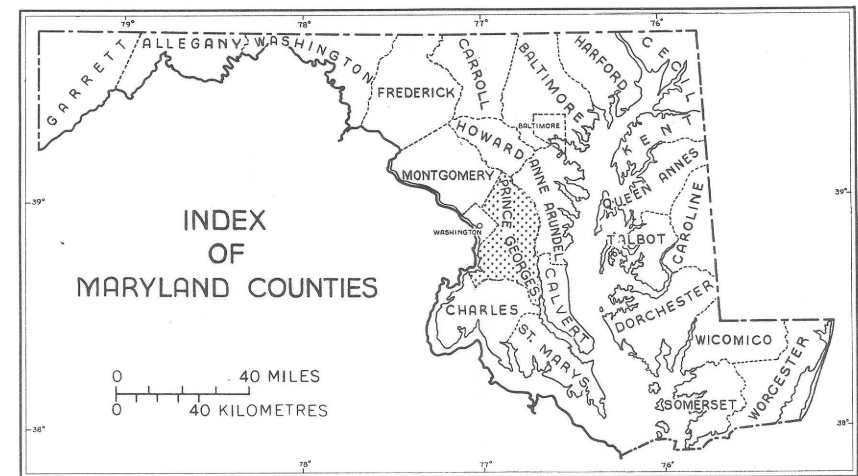 79°
78°
77°
76°
GARRETT
ALLEGANY
WASHINGTON
FREDERICK
CARROLL
BALTIMORE
HARFORD
CECIL
BALTIMORE
HOWARD
KENT
MONTGOMERY
ANNE ARUNDEL
QUEEN ANNES
39°
39°
PRINCE GEORGES
CAROLINE
WASHINGTON
TALBOT
INDEX
OF
MARYLAND COUNTIES
CALVERT
CHARLES
DORCHESTER
ST. MARYS
WICOMICO
WORCESTER
SOMERSET
0 40 MILES
0 40 KILOMETRES
38°
38°
78°
77°
76°